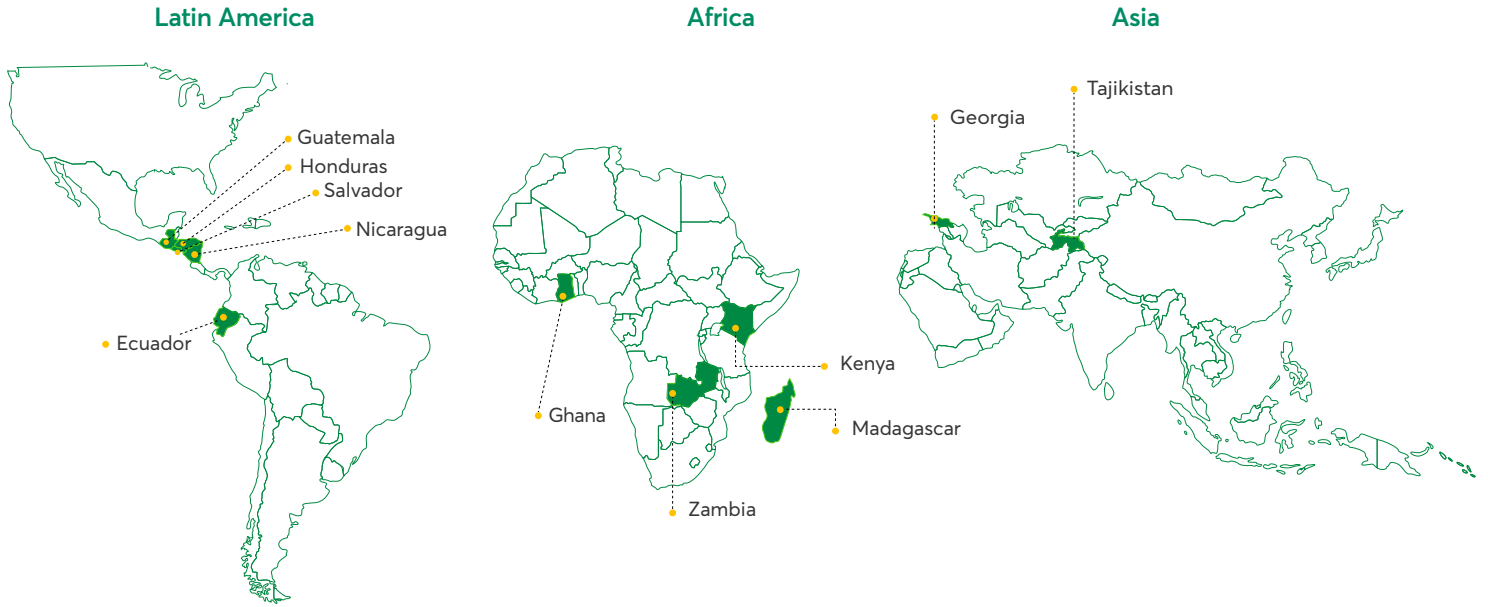 Latin America
Guatemala
Honduras
Salvador
Nicaragua
Ecuador
Africa
Ghana
Kenya
Madagascar
Zambia
Asia
Georgia
Tajikistan